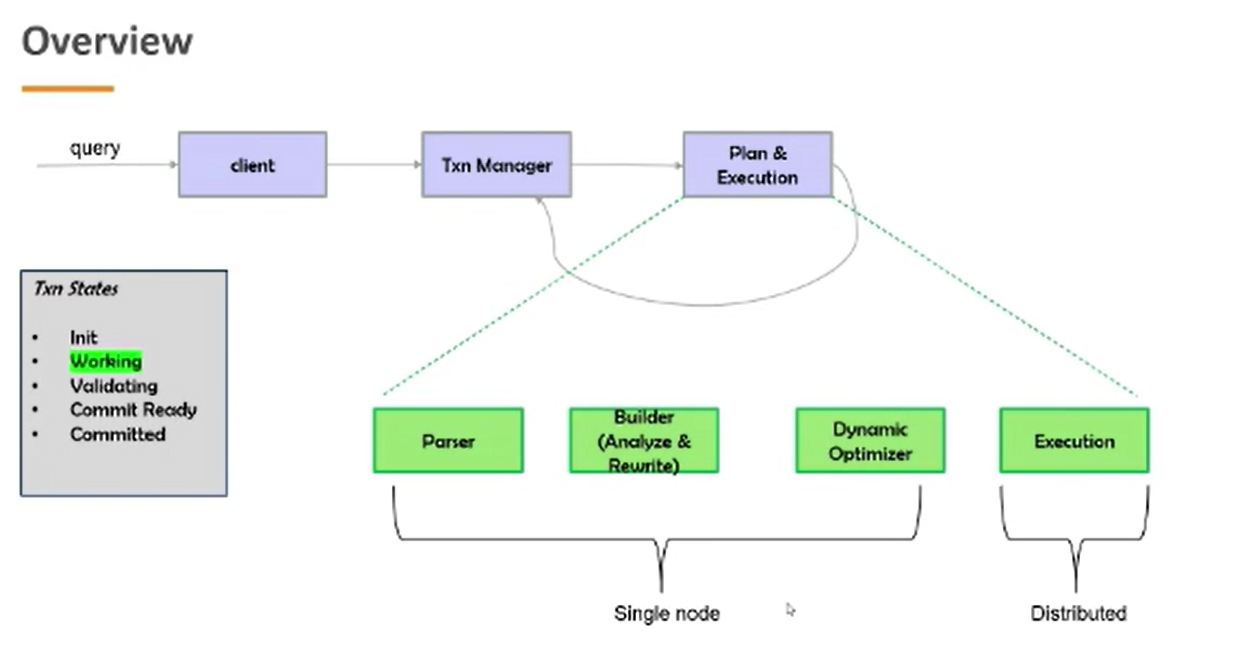 Overview
query
client
Txn Manager
Plan &
Execution
Txn States
• Init
• Working
• Validating
• Commit Ready
• Committed
Parser
Builder
(Analyze &
Rewrite)
Dynamic
Optimizer
Execution
Single node
Distributed